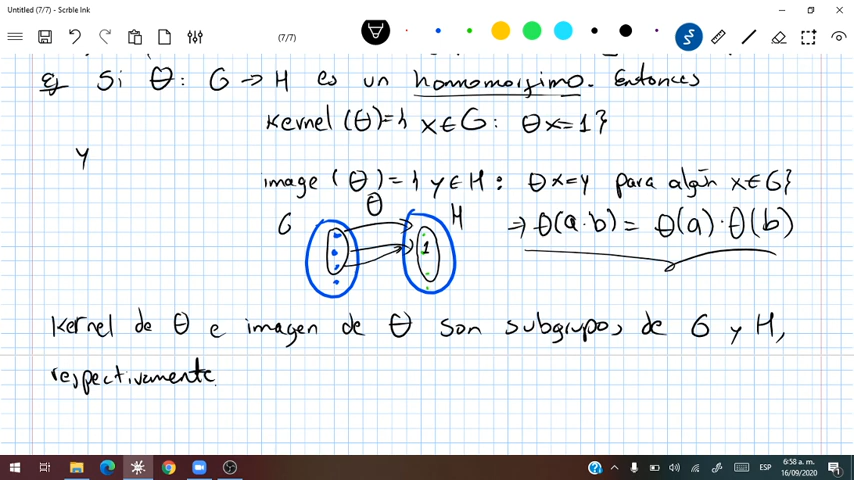 Untitled (7/7) - Scrble Ink
(7/7)
Ej Si θ: G → H es un homomorfismo. Entonces
Kernel (θ) = { x ∈ G : θx = 1 }
y
image (θ) = { y ∈ H : θx = y para algún x ∈ G }
G θ H ⇒ θ(a·b) = θ(a)·θ(b)
1
Kernel de θ e imagen de θ son subgrupos de G y H,
respectivamente.
ESP
6:58 a. m.
16/09/2020